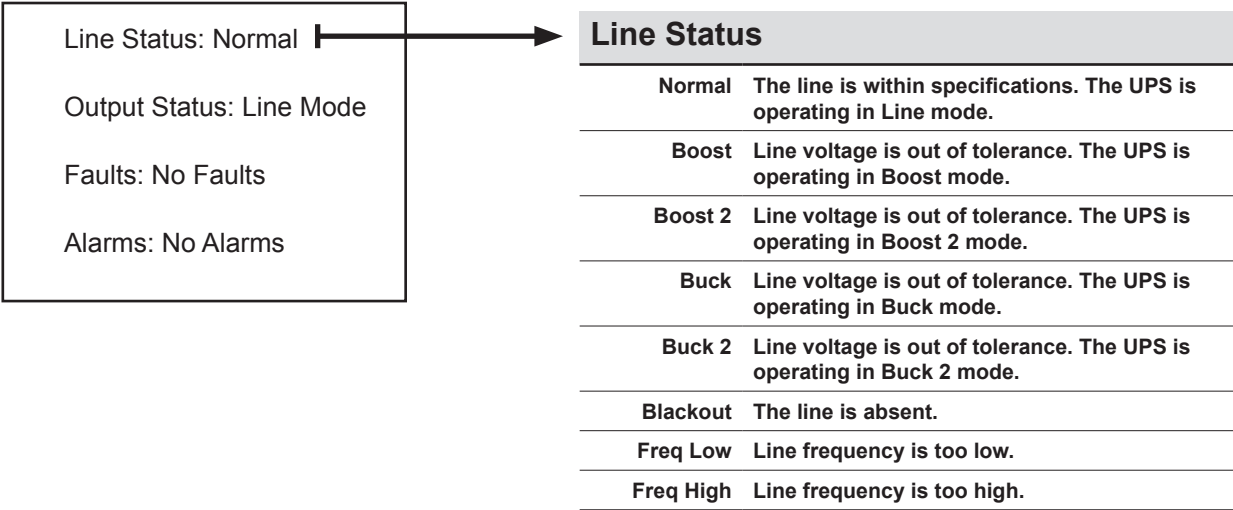 Line Status: Normal
Output Status: Line Mode
Faults: No Faults
Alarms: No Alarms
Line Status
Normal The line is within specifications. The UPS is
operating in Line mode.
Boost Line voltage is out of tolerance. The UPS is
operating in Boost mode.
Boost 2 Line voltage is out of tolerance. The UPS is
operating in Boost 2 mode.
Buck Line voltage is out of tolerance. The UPS is
operating in Buck mode.
Buck 2 Line voltage is out of tolerance. The UPS is
operating in Buck 2 mode.
Blackout The line is absent.
Freq Low Line frequency is too low.
Freq High Line frequency is too high.